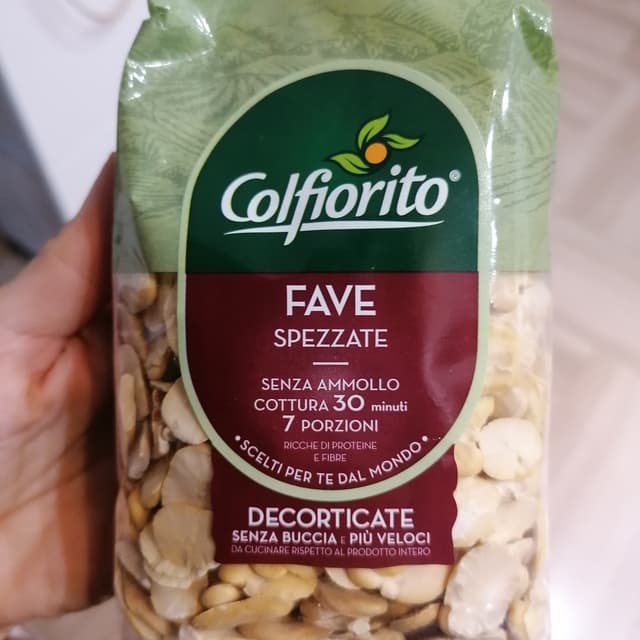 Colfiorito®
FAVE
SPEZZATE
SENZA AMMOLLO
COTTURA 30 minuti
7 PORZIONI
RICCHE DI PROTEINE
E FIBRE
• SCELTI PER TE DAL MONDO •
DECORTICATE
SENZA BUCCIA E PIÙ VELOCI
DA CUCINARE RISPETTO AL PRODOTTO INTERO